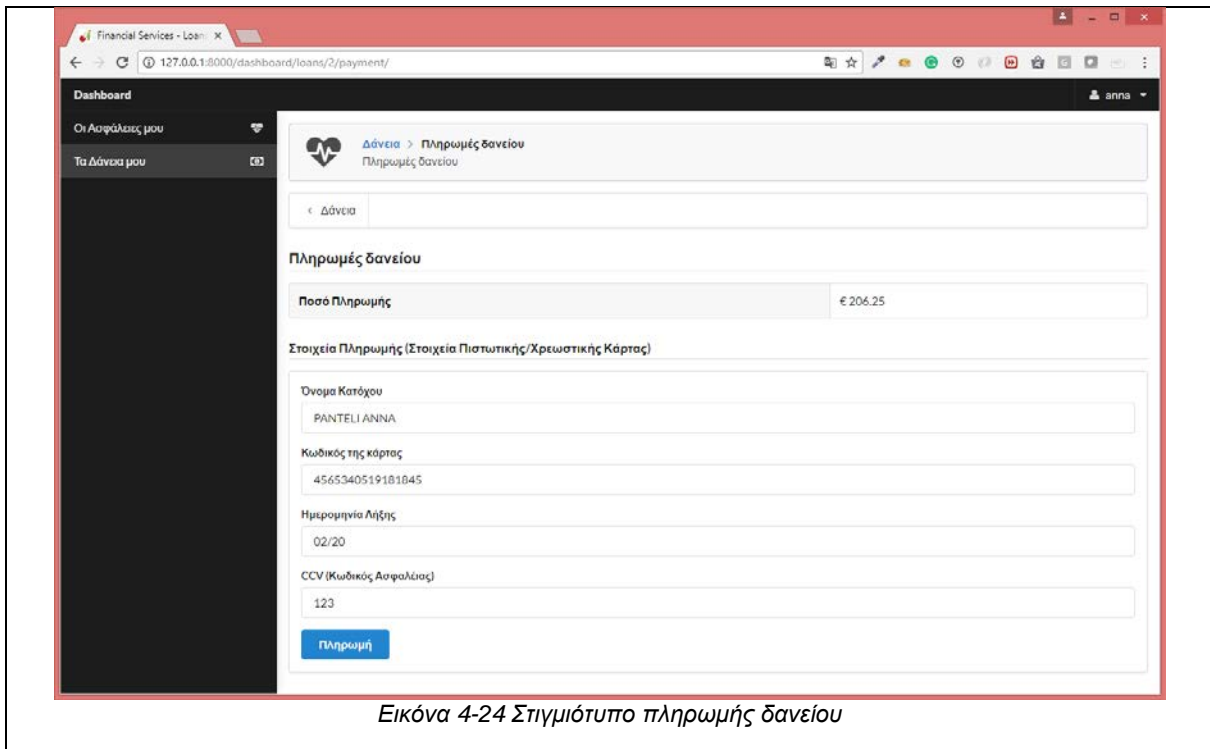 Financial Services - Loan
127.0.0.1:8000/dashboard/loans/2/payment/
Dashboard
anna
Οι Ασφάλειες μου
Τα Δάνεια μου
Δάνεια > Πληρωμές δανείου
Πληρωμές δανείου
‹ Δάνεια
Πληρωμές δανείου
Ποσό Πληρωμής
€ 206.25
Στοιχεία Πληρωμής (Στοιχεία Πιστωτικής/Χρεωστικής Κάρτας)
Όνομα Κατόχου
PANTELI ANNA
Κωδικός της κάρτας
4565340519181845
Ημερομηνία Λήξης
02/20
CCV (Κωδικός Ασφαλείας)
123
Πληρωμή
Εικόνα 4-24 Στιγμιότυπο πληρωμής δανείου